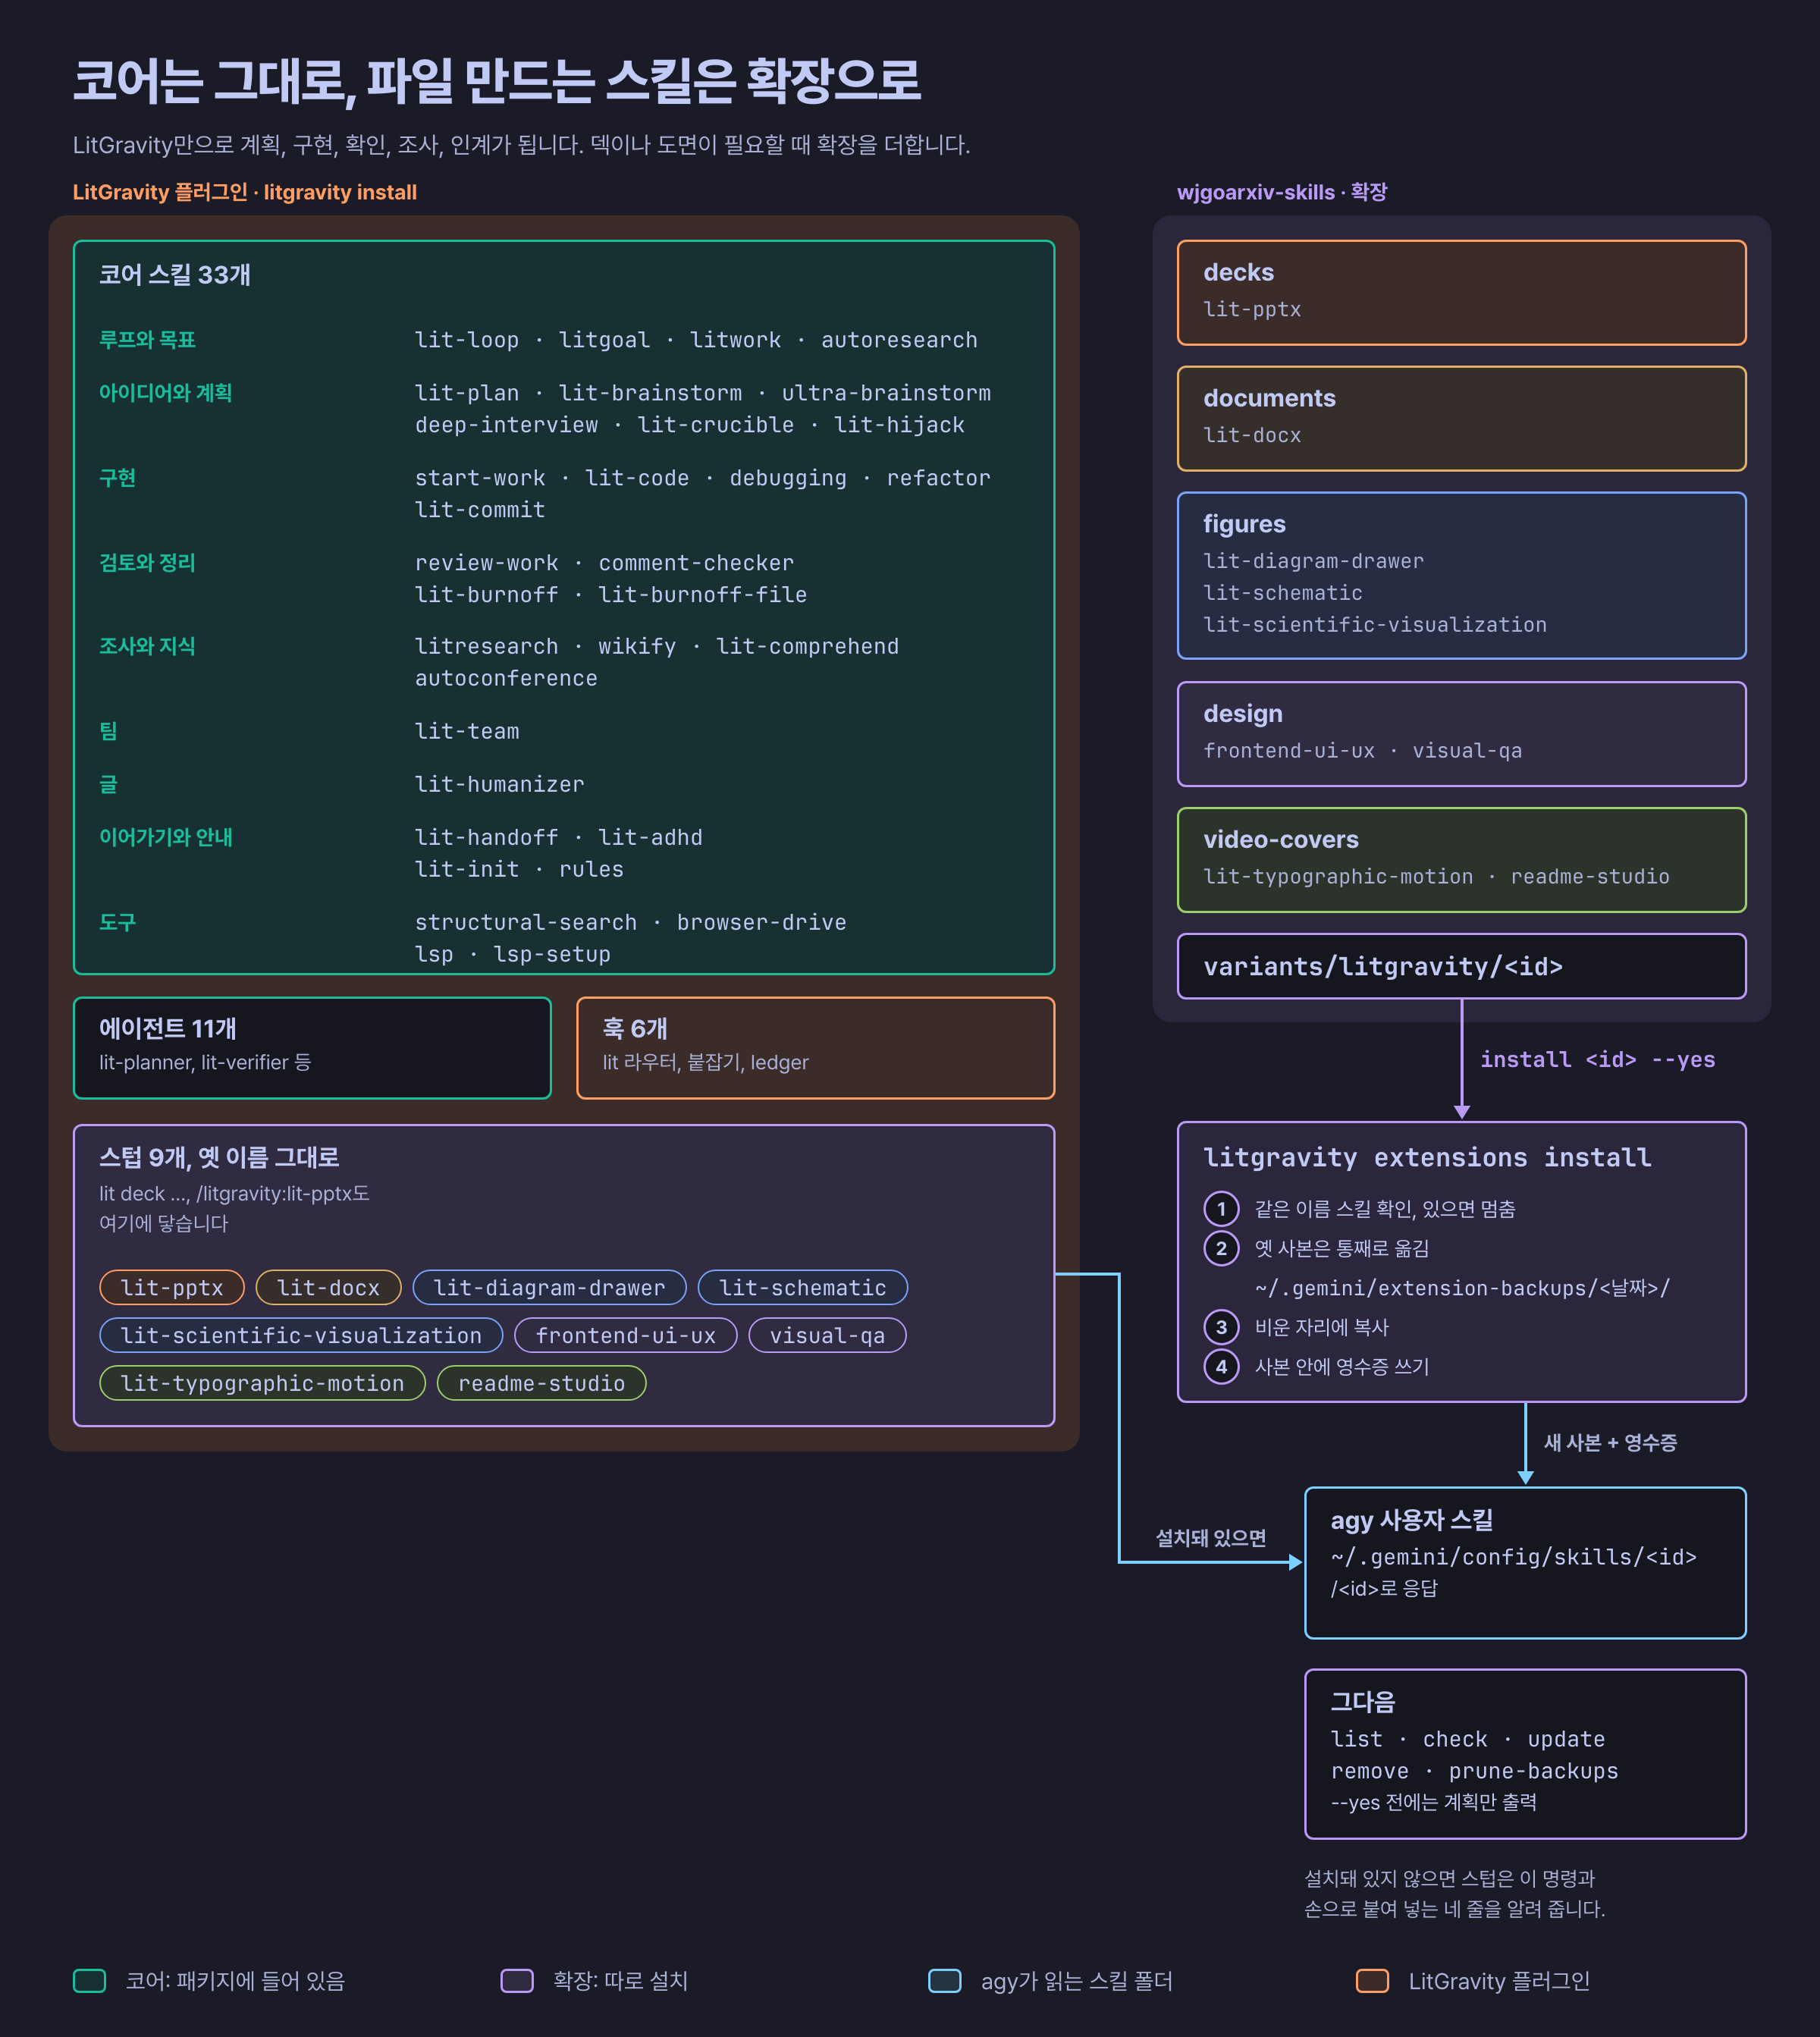 코어는 그대로, 파일 만드는 스킬은 확장으로
LitGravity만으로 계획, 구현, 확인, 조사, 인계가 됩니다. 덱이나 도면이 필요할 때 확장을 더합니다.
LitGravity 플러그인 · litgravity install
코어 스킬 33개
루프와 목표
lit-loop · litgoal · litwork · autoresearch
아이디어와 계획
lit-plan · lit-brainstorm · ultra-brainstorm
deep-interview · lit-crucible · lit-hijack
구현
start-work · lit-code · debugging · refactor
lit-commit
검토와 정리
review-work · comment-checker
lit-burnoff · lit-burnoff-file
조사와 지식
litresearch · wikify · lit-comprehend
autoconference
팀
lit-team
글
lit-humanizer
이어가기와 안내
lit-handoff · lit-adhd
lit-init · rules
도구
structural-search · browser-drive
lsp · lsp-setup
에이전트 11개
lit-planner, lit-verifier 등
훅 6개
lit 라우터, 붙잡기, ledger
스텁 9개, 옛 이름 그대로
lit deck ..., /litgravity:lit-pptx도
여기에 닿습니다
lit-pptx
lit-docx
lit-diagram-drawer
lit-schematic
lit-scientific-visualization
frontend-ui-ux
visual-qa
lit-typographic-motion
readme-studio
wjgoarxiv-skills · 확장
decks
lit-pptx
documents
lit-docx
figures
lit-diagram-drawer
lit-schematic
lit-scientific-visualization
design
frontend-ui-ux · visual-qa
video-covers
lit-typographic-motion · readme-studio
variants/litgravity/<id>
install <id> --yes
litgravity extensions install
1 같은 이름 스킬 확인, 있으면 멈춤
2 옛 사본은 통째로 옮김
~/.gemini/extension-backups/<날짜>/
3 비운 자리에 복사
4 사본 안에 영수증 쓰기
새 사본 + 영수증
설치돼 있으면
agy 사용자 스킬
~/.gemini/config/skills/<id>
/<id>로 응답
그다음
list · check · update
remove · prune-backups
--yes 전에는 계획만 출력
설치돼 있지 않으면 스텁은 이 명령과
손으로 붙여 넣는 네 줄을 알려 줍니다.
코어: 패키지에 들어 있음
확장: 따로 설치
agy가 읽는 스킬 폴더
LitGravity 플러그인